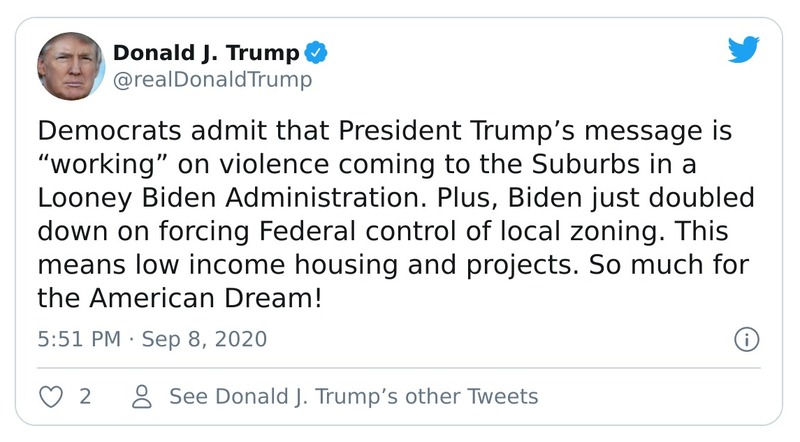 Donald J. Trump
@realDonaldTrump
Democrats admit that President Trump’s message is
“working” on violence coming to the Suburbs in a
Looney Biden Administration. Plus, Biden just doubled
down on forcing Federal control of local zoning. This
means low income housing and projects. So much for
the American Dream!
5:51 PM · Sep 8, 2020
2 See Donald J. Trump’s other Tweets